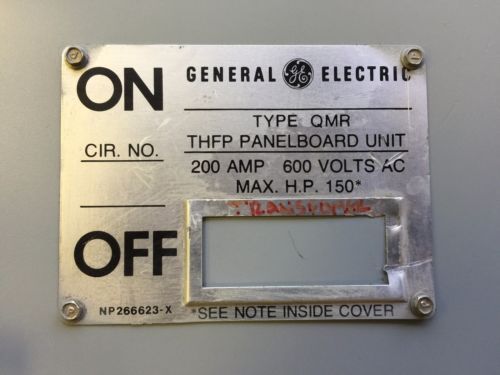 ON
CIR. NO.
OFF
NP266623-X
GENERAL GE ELECTRIC
TYPE QMR
THFP PANELBOARD UNIT
200 AMP 600 VOLTS AC
MAX. H.P. 150*
*SEE NOTE INSIDE COVER